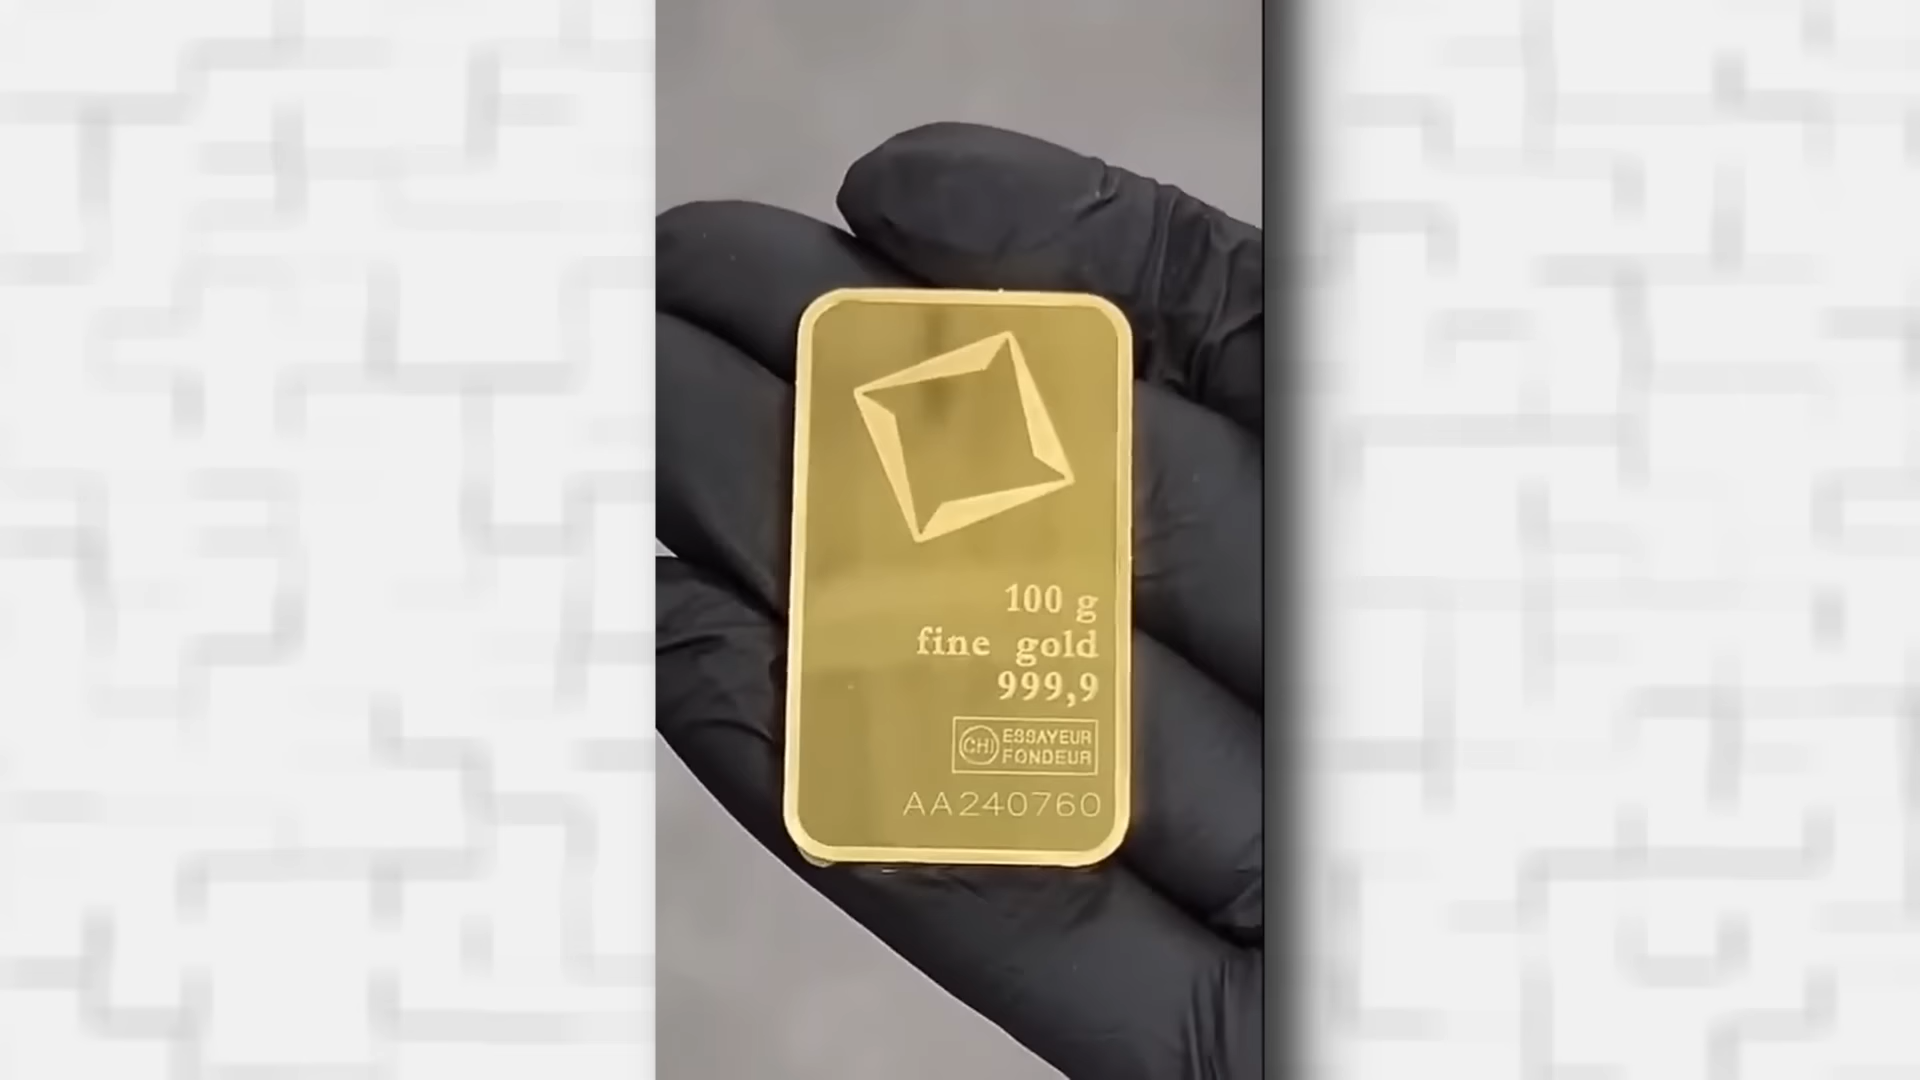 100 g
fine gold
999,9
CHI ESSAYEUR
FONDEUR
AA240760